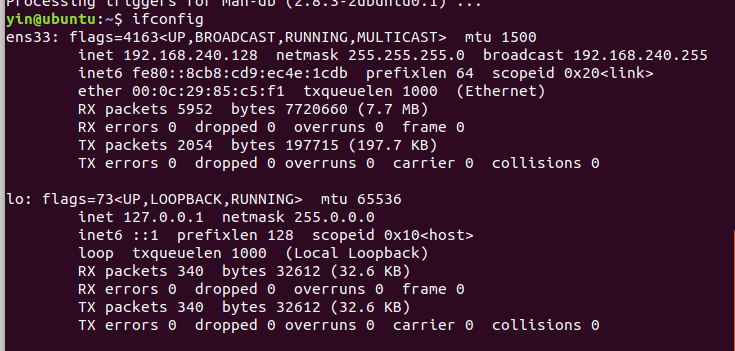 Processing triggers for man-db (2.8.3-2ubuntu0.1) ...
yin@ubuntu:~$ ifconfig
ens33: flags=4163<UP,BROADCAST,RUNNING,MULTICAST>  mtu 1500
        inet 192.168.240.128  netmask 255.255.255.0  broadcast 192.168.240.255
        inet6 fe80::8cb8:cd9:ec4e:1cdb  prefixlen 64  scopeid 0x20<link>
        ether 00:0c:29:85:c5:f1  txqueuelen 1000  (Ethernet)
        RX packets 5952  bytes 7720660 (7.7 MB)
        RX errors 0  dropped 0  overruns 0  frame 0
        TX packets 2054  bytes 197715 (197.7 KB)
        TX errors 0  dropped 0 overruns 0  carrier 0  collisions 0

lo: flags=73<UP,LOOPBACK,RUNNING>  mtu 65536
        inet 127.0.0.1  netmask 255.0.0.0
        inet6 ::1  prefixlen 128  scopeid 0x10<host>
        loop  txqueuelen 1000  (Local Loopback)
        RX packets 340  bytes 32612 (32.6 KB)
        RX errors 0  dropped 0  overruns 0  frame 0
        TX packets 340  bytes 32612 (32.6 KB)
        TX errors 0  dropped 0 overruns 0  carrier 0  collisions 0